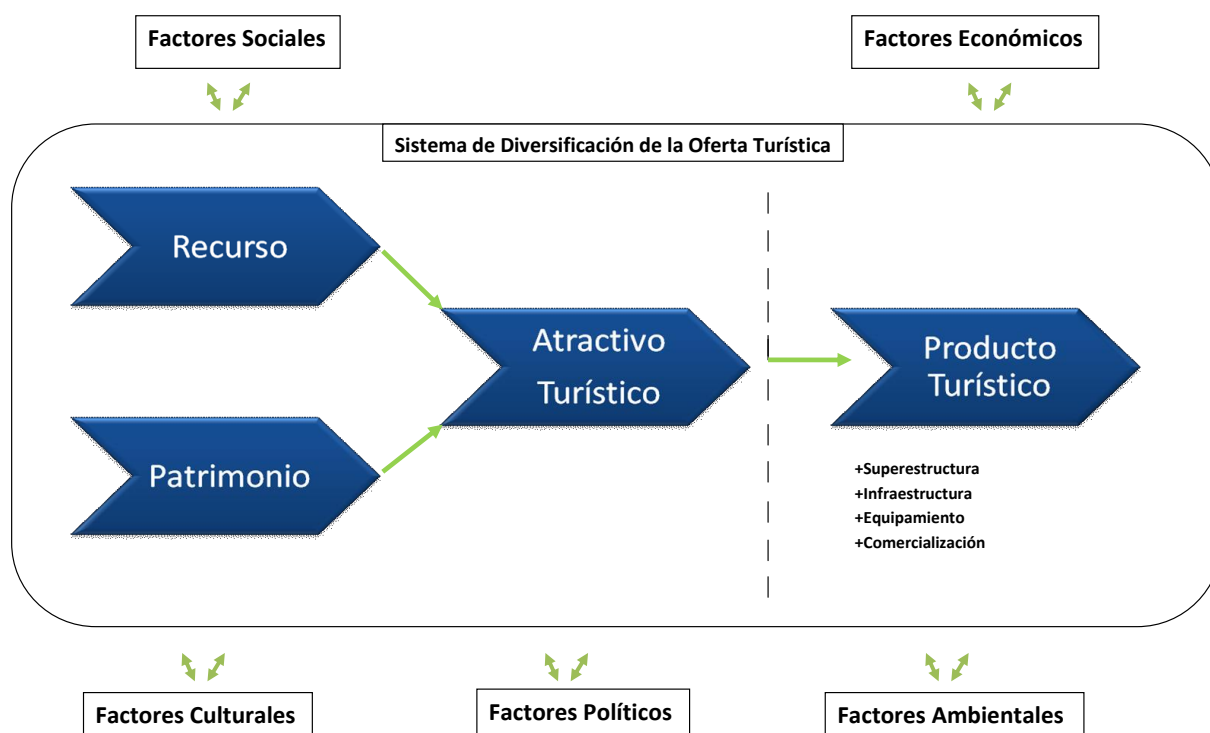 Factores Sociales
Factores Económicos
Sistema de Diversificación de la Oferta Turística
Recurso
Patrimonio
Atractivo
Turístico
Producto
Turístico
+Superestructura
+Infraestructura
+Equipamiento
+Comercialización
Factores Culturales
Factores Políticos
Factores Ambientales